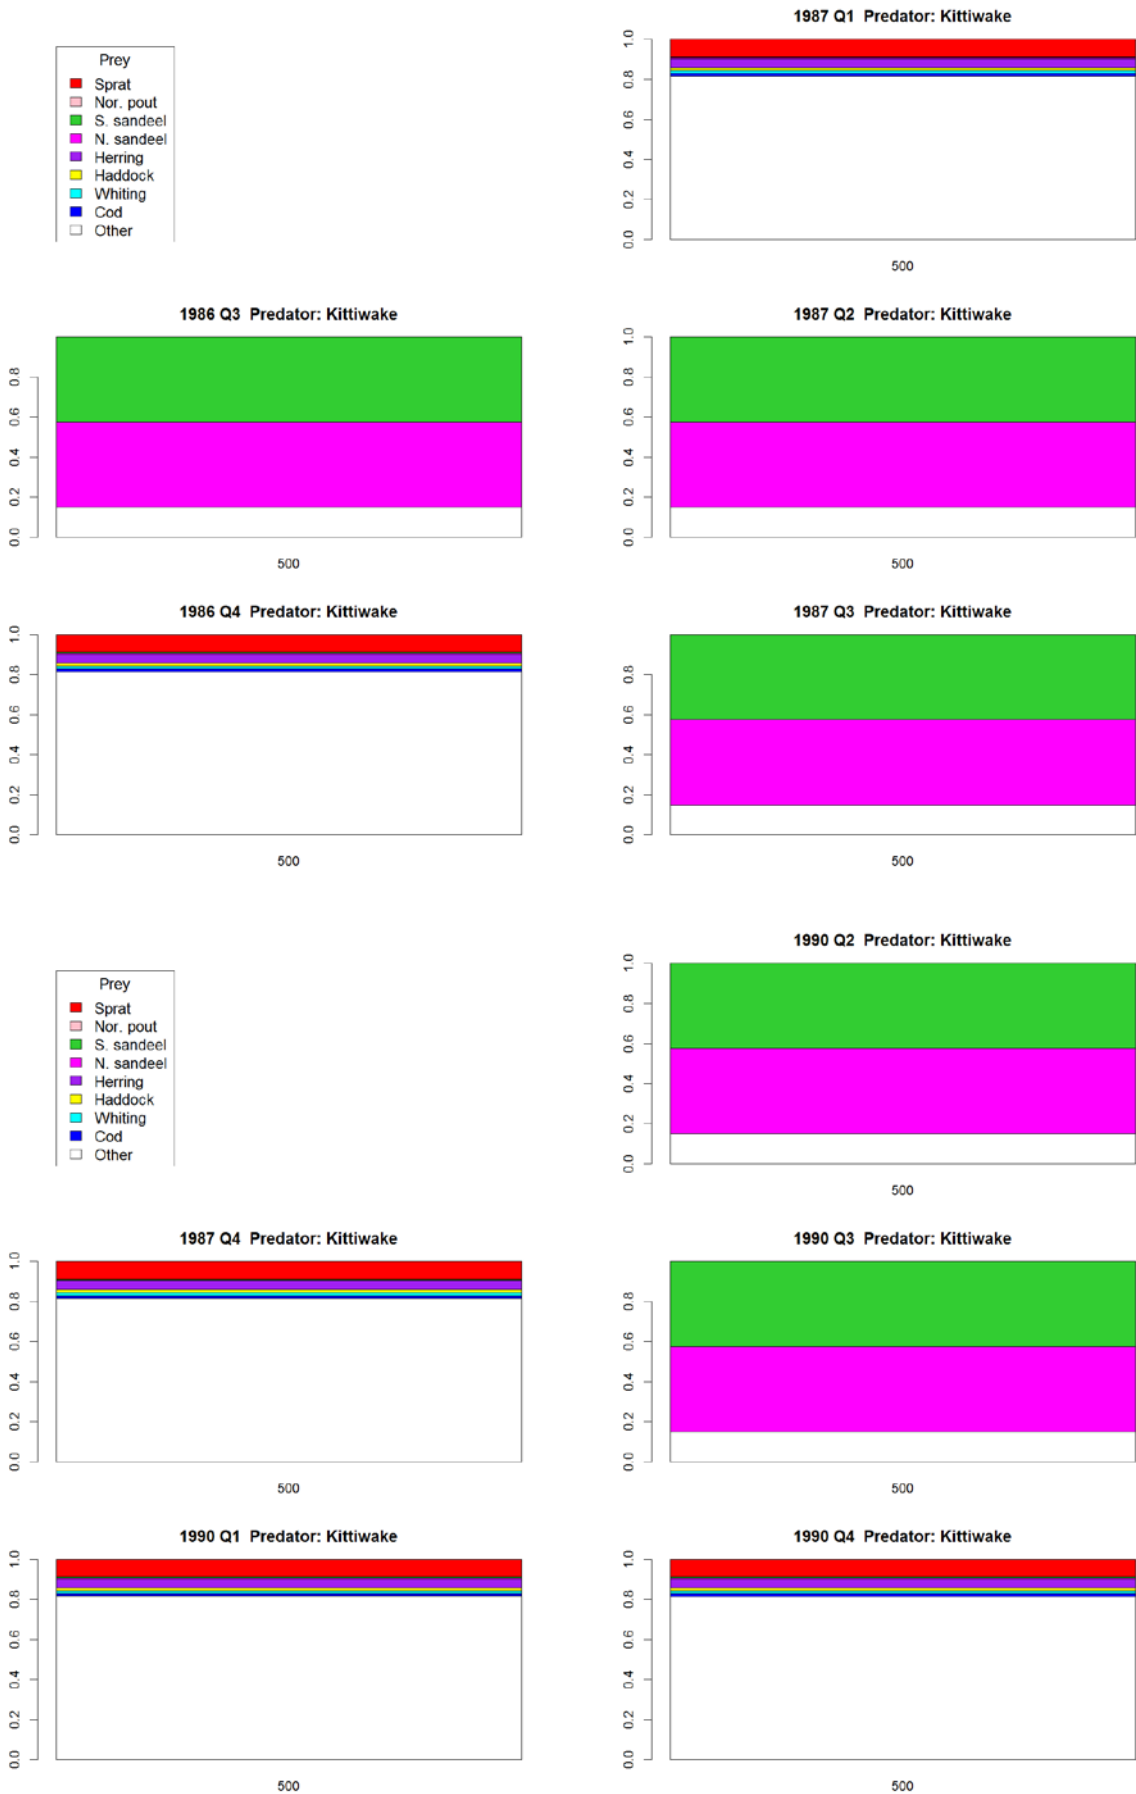 1987 Q1 Predator: Kittiwake
Prey
Sprat
Nor. pout
S. sandeel
N. sandeel
Herring
Haddock
Whiting
Cod
Other
1.0
0.8
0.6
0.4
0.2
0.0
500
1986 Q3 Predator: Kittiwake
0.8
0.6
0.4
0.2
0.0
500
1987 Q2 Predator: Kittiwake
1.0
0.8
0.6
0.4
0.2
0.0
500
1986 Q4 Predator: Kittiwake
1.0
0.8
0.6
0.4
0.2
0.0
500
1987 Q3 Predator: Kittiwake
0.8
0.6
0.4
0.2
0.0
500
1990 Q2 Predator: Kittiwake
Prey
Sprat
Nor. pout
S. sandeel
N. sandeel
Herring
Haddock
Whiting
Cod
Other
1.0
0.8
0.6
0.4
0.2
0.0
500
1987 Q4 Predator: Kittiwake
1.0
0.8
0.6
0.4
0.2
0.0
500
1990 Q3 Predator: Kittiwake
0.8
0.6
0.4
0.2
0.0
500
1990 Q1 Predator: Kittiwake
1.0
0.8
0.6
0.4
0.2
0.0
500
1990 Q4 Predator: Kittiwake
1.0
0.8
0.6
0.4
0.2
0.0
500